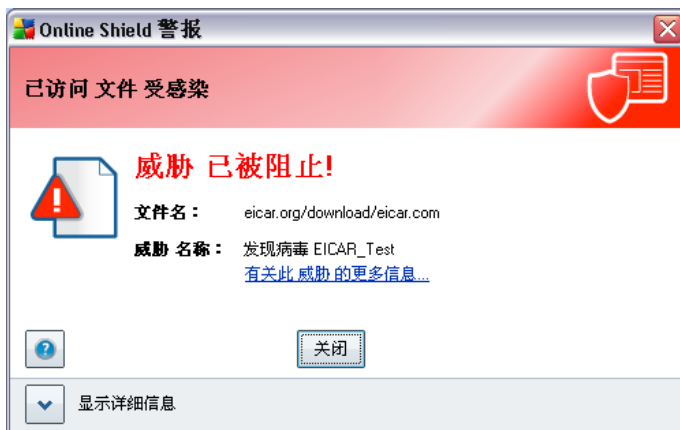 Online Shield 警报
已访问 文件 受感染
威胁 已被阻止!
文件名： eicar.org/download/eicar.com
威胁 名称： 发现病毒 EICAR_Test
有关此 威胁 的更多信息...
关闭
显示详细信息